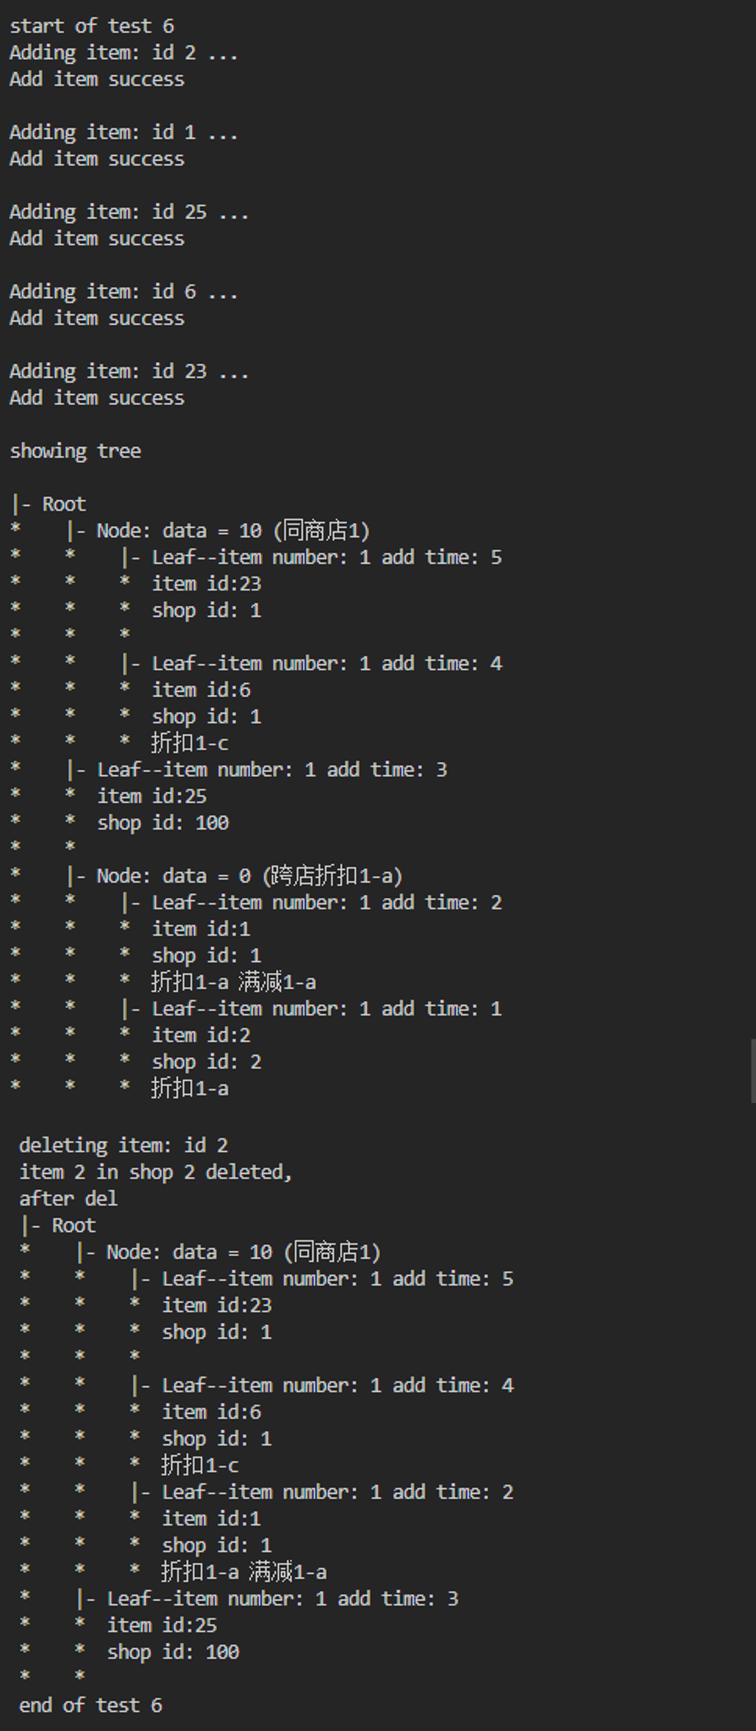 start of test 6
Adding item: id 2 ...
Add item success
Adding item: id 1 ...
Add item success
Adding item: id 25 ...
Add item success
Adding item: id 6 ...
Add item success
Adding item: id 23 ...
Add item success
showing tree
|- Root
*    |- Node: data = 10 (同商店1)
*    *    |- Leaf--item number: 1 add time: 5
*    *    *  item id:23
*    *    *  shop id: 1
*    *    *
*    *    |- Leaf--item number: 1 add time: 4
*    *    *  item id:6
*    *    *  shop id: 1
*    *    *  折扣1-c
*    |- Leaf--item number: 1 add time: 3
*    *  item id:25
*    *  shop id: 100
*    *
*    |- Node: data = 0 (跨店折扣1-a)
*    *    |- Leaf--item number: 1 add time: 2
*    *    *  item id:1
*    *    *  shop id: 1
*    *    *  折扣1-a 满减1-a
*    *    |- Leaf--item number: 1 add time: 1
*    *    *  item id:2
*    *    *  shop id: 2
*    *    *  折扣1-a
deleting item: id 2
item 2 in shop 2 deleted,
after del
|- Root
*    |- Node: data = 10 (同商店1)
*    *    |- Leaf--item number: 1 add time: 5
*    *    *  item id:23
*    *    *  shop id: 1
*    *    *
*    *    |- Leaf--item number: 1 add time: 4
*    *    *  item id:6
*    *    *  shop id: 1
*    *    *  折扣1-c
*    *    |- Leaf--item number: 1 add time: 2
*    *    *  item id:1
*    *    *  shop id: 1
*    *    *  折扣1-a 满减1-a
*    |- Leaf--item number: 1 add time: 3
*    *  item id:25
*    *  shop id: 100
*    *
end of test 6